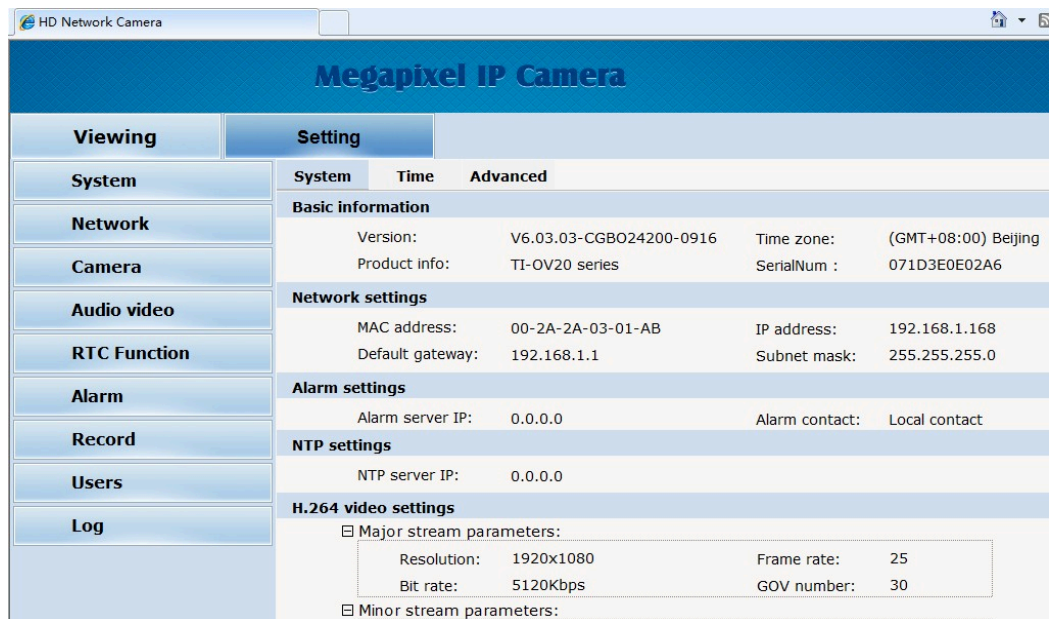 HD Network Camera
Megapixel IP Camera
Viewing Setting
System
Network
Camera
Audio video
RTC Function
Alarm
Record
Users
Log
System Time Advanced
Basic information
Version: V6.03.03-CGBO24200-0916 Time zone: (GMT+08:00) Beijing
Product info: TI-OV20 series SerialNum : 071D3E0E02A6
Network settings
MAC address: 00-2A-2A-03-01-AB IP address: 192.168.1.168
Default gateway: 192.168.1.1 Subnet mask: 255.255.255.0
Alarm settings
Alarm server IP: 0.0.0.0 Alarm contact: Local contact
NTP settings
NTP server IP: 0.0.0.0
H.264 video settings
Major stream parameters:
Resolution: 1920x1080 Frame rate: 25
Bit rate: 5120Kbps GOV number: 30
Minor stream parameters: